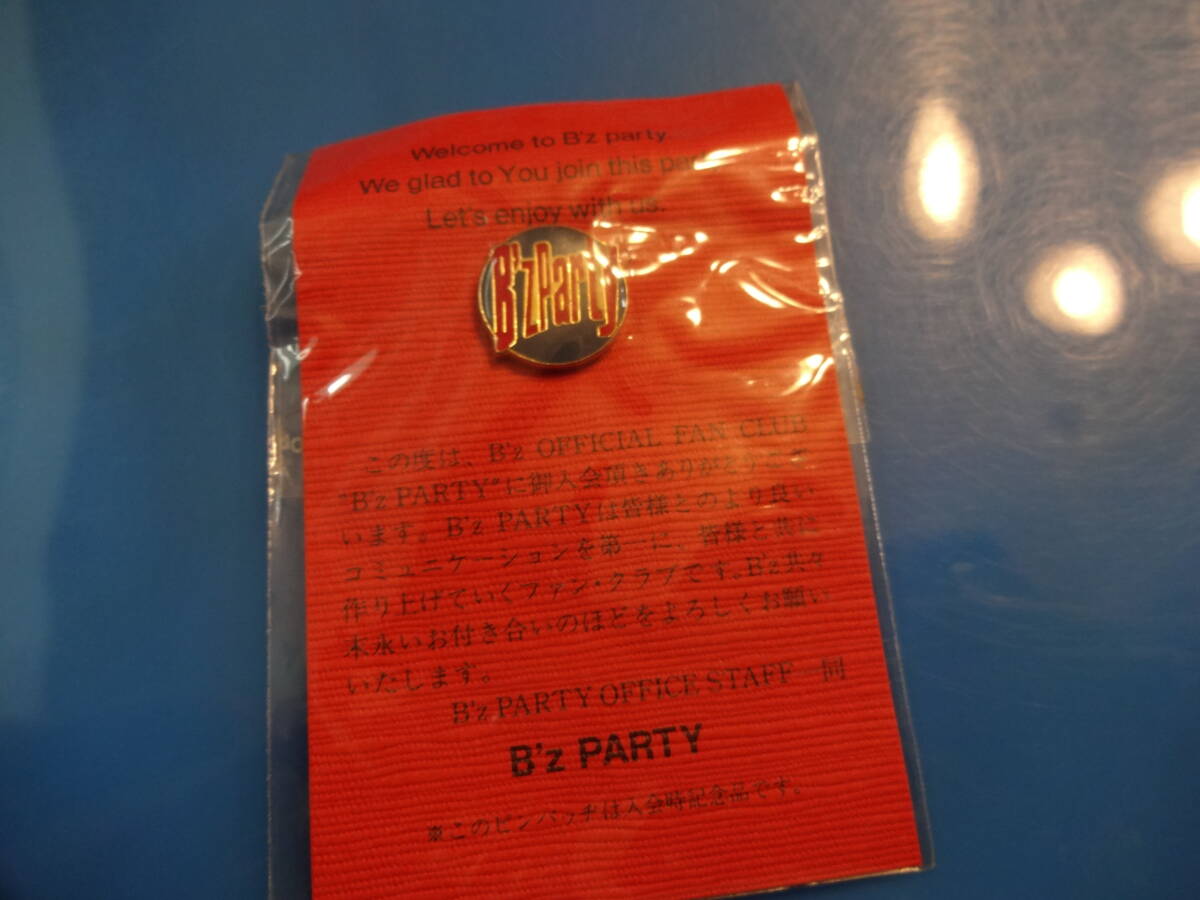 Welcome to B'z party.
We glad to You join this
Let's enjoy with us.
B'z Party
この度は、B'z OFFICIAL FAN CLUB
"B'z PARTY"に御入会頂きありがとうござ
います。B'z PARTYは皆様とのより良い
コミュニケーションを第一に、皆様と共に
作り上げていくファン・クラブです。B'z共々
末永いお付き合いのほどをよろしくお願い
いたします。
B'z PARTY OFFICE STAFF一同
B'z PARTY
※このピンバッヂは入会時記念品です。